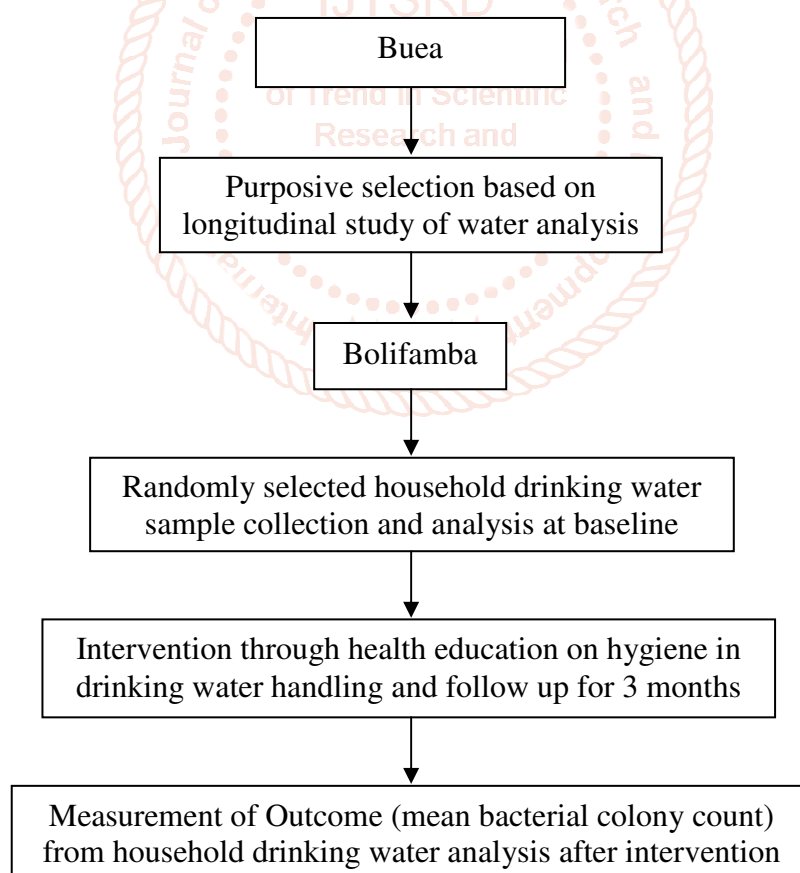 IJTSRD
Buea
of Trend in Scientific
Research and
Purposive selection based on
longitudinal study of water analysis
Bolifamba
Randomly selected household drinking water
sample collection and analysis at baseline
Intervention through health education on hygiene in
drinking water handling and follow up for 3 months
Measurement of Outcome (mean bacterial colony count)
from household drinking water analysis after intervention
Journal
and